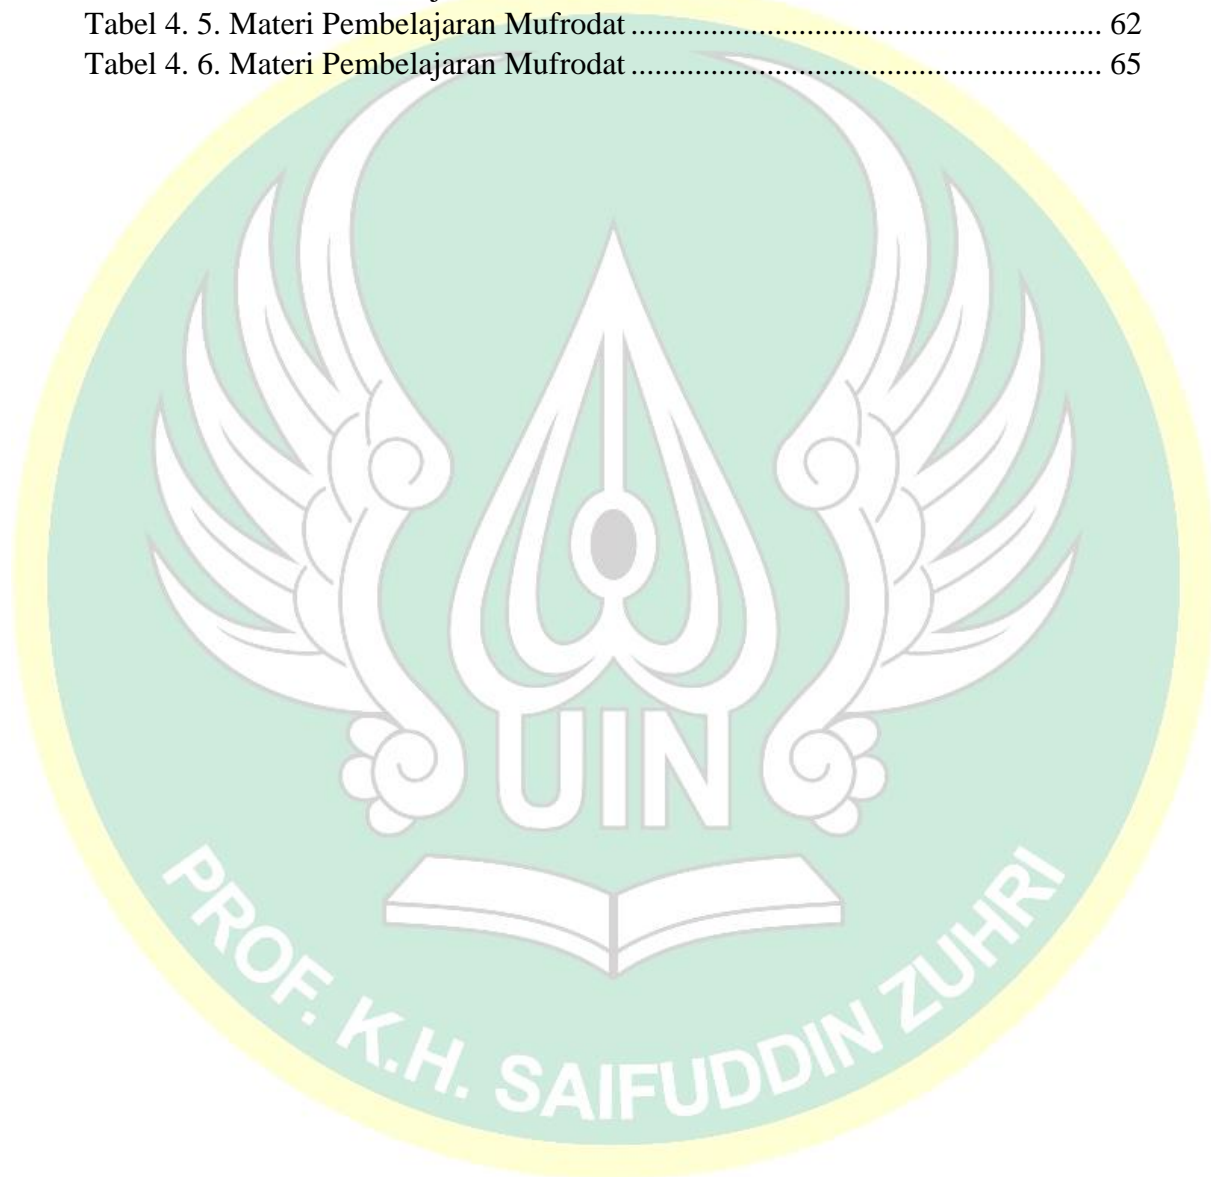 Tabel 4. 5. Materi Pembelajaran Mufrodat ........................................................................................ 62
Tabel 4. 6. Materi Pembelajaran Mufrodat ........................................................................................ 65
UIN
PROF. K.H. SAIFUDDIN ZUHRI